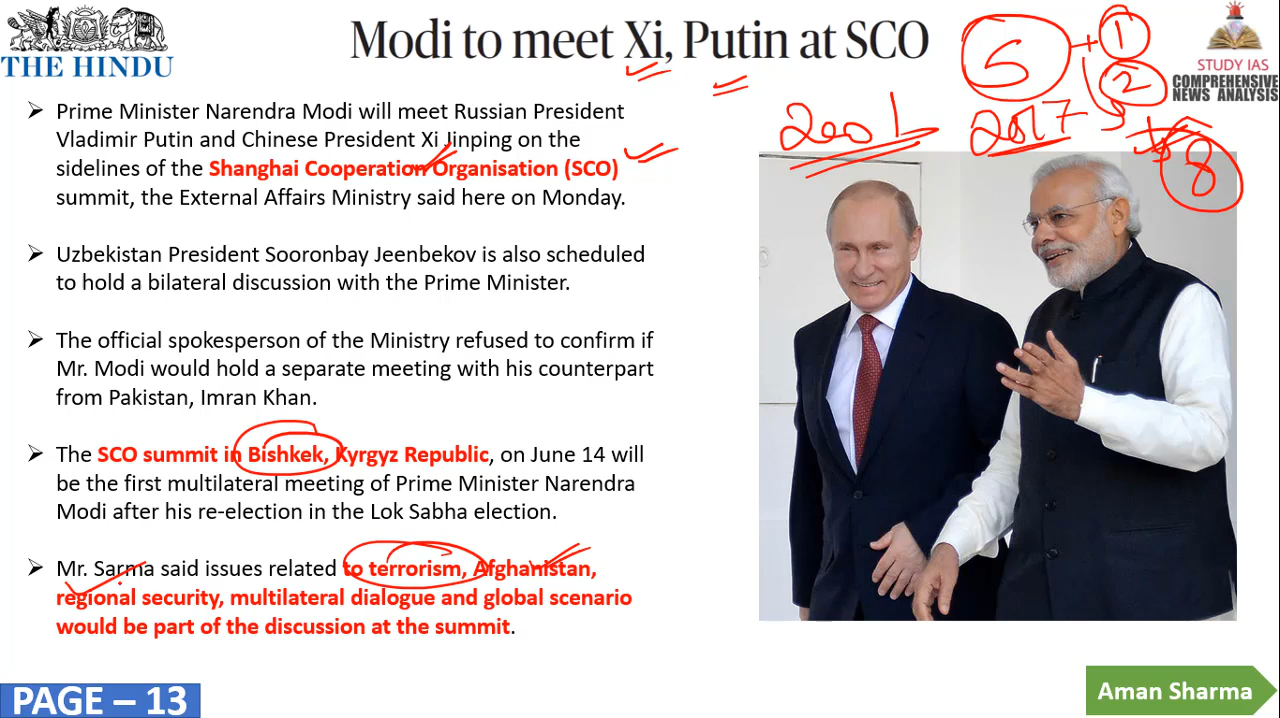 THE HINDU
Modi to meet Xi, Putin at SCO
5 + 1
2
2001
2017
8
STUDY IAS
COMPREHENSIVE
NEWS ANALYSIS
➢ Prime Minister Narendra Modi will meet Russian President
Vladimir Putin and Chinese President Xi Jinping on the
sidelines of the Shanghai Cooperation Organisation (SCO)
summit, the External Affairs Ministry said here on Monday.
➢ Uzbekistan President Sooronbay Jeenbekov is also scheduled
to hold a bilateral discussion with the Prime Minister.
➢ The official spokesperson of the Ministry refused to confirm if
Mr. Modi would hold a separate meeting with his counterpart
from Pakistan, Imran Khan.
➢ The SCO summit in Bishkek, Kyrgyz Republic, on June 14 will
be the first multilateral meeting of Prime Minister Narendra
Modi after his re-election in the Lok Sabha election.
➢ Mr. Sarma said issues related to terrorism, Afghanistan,
regional security, multilateral dialogue and global scenario
would be part of the discussion at the summit.
PAGE – 13
Aman Sharma